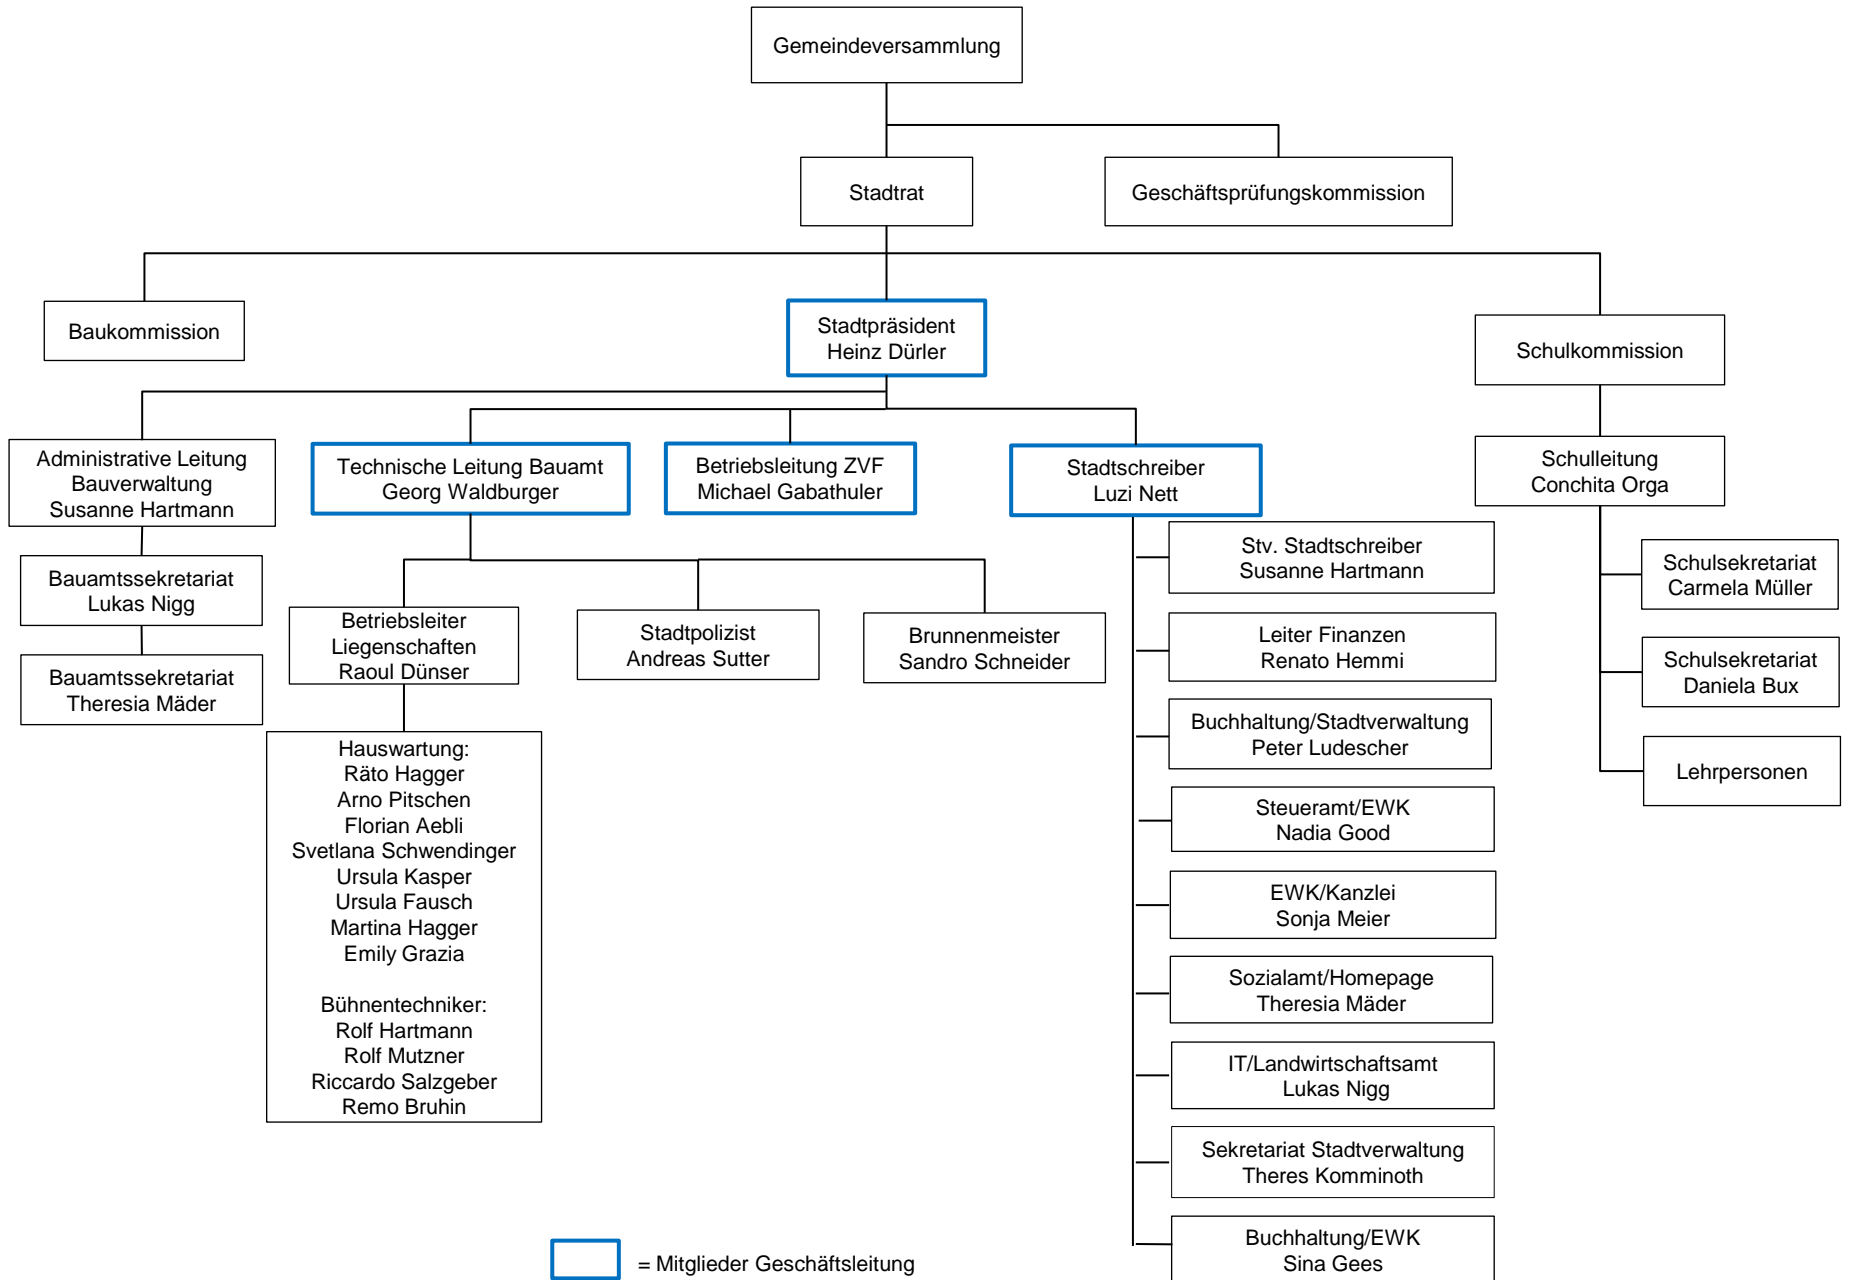 Gemeindeversammlung
Stadtrat
Geschäftsprüfungskommission
Baukommission
Stadtpräsident
Heinz Dürler
Schulkommission
Administrative Leitung
Bauverwaltung
Susanne Hartmann
Technische Leitung Bauamt
Georg Waldburger
Betriebsleitung ZVF
Michael Gabathuler
Stadtschreiber
Luzi Nett
Schulleitung
Conchita Orga
Bauamtssekretariat
Lukas Nigg
Bauamtssekretariat
Theresia Mäder
Betriebsleiter
Liegenschaften
Raoul Dünser
Stadtpolizist
Andreas Sutter
Brunnenmeister
Sandro Schneider
Hauswartung:
Räto Hagger
Arno Pitschen
Florian Aebli
Svetlana Schwendinger
Ursula Kasper
Ursula Fausch
Martina Hagger
Emily Grazia
Bühnentechniker:
Rolf Hartmann
Rolf Mutzner
Riccardo Salzgeber
Remo Bruhin
Stv. Stadtschreiber
Susanne Hartmann
Leiter Finanzen
Renato Hemmi
Buchhaltung/Stadtverwaltung
Peter Ludescher
Steueramt/EWK
Nadia Good
EWK/Kanzlei
Sonja Meier
Sozialamt/Homepage
Theresia Mäder
IT/Landwirtschaftsamt
Lukas Nigg
Sekretariat Stadtverwaltung
Theres Komminoth
Buchhaltung/EWK
Sina Gees
Schulsekretariat
Carmela Müller
Schulsekretariat
Daniela Bux
Lehrpersonen
= Mitglieder Geschäftsleitung